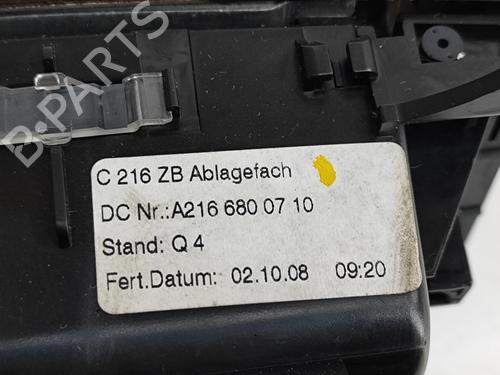 B-PARTS
C 216 ZB Ablagefach
DC Nr.:A216 680 07 10
Stand: Q 4
Fert.Datum: 02.10.08 09:20